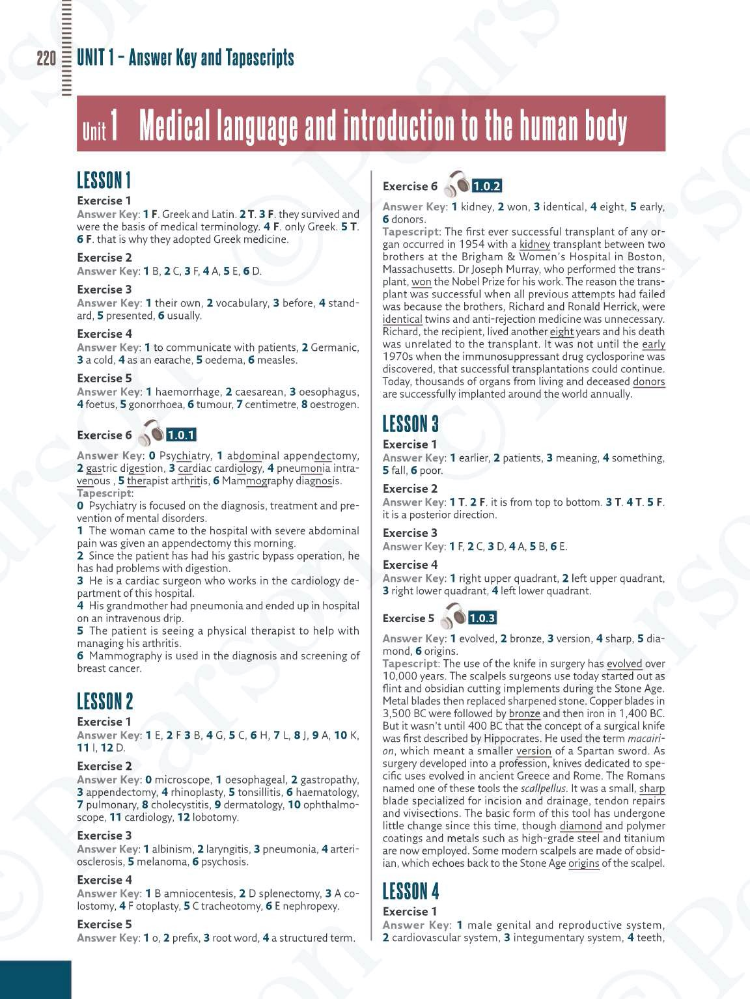 220
UNIT 1 – Answer Key and Tapescripts
Unit 1 Medical language and introduction to the human body
LESSON 1
Exercise 1
Answer Key: 1 F. Greek and Latin. 2 T. 3 F. they survived and
were the basis of medical terminology. 4 F. only Greek. 5 T.
6 F. that is why they adopted Greek medicine.
Exercise 2
Answer Key: 1 B, 2 C, 3 F, 4 A, 5 E, 6 D.
Exercise 3
Answer Key: 1 their own, 2 vocabulary, 3 before, 4 stand-
ard, 5 presented, 6 usually.
Exercise 4
Answer Key: 1 to communicate with patients, 2 Germanic,
3 a cold, 4 as an earache, 5 oedema, 6 measles.
Exercise 5
Answer Key: 1 haemorrhage, 2 caesarean, 3 oesophagus,
4 foetus, 5 gonorrhoea, 6 tumour, 7 centimetre, 8 oestrogen.
Exercise 6 1.0.1
Answer Key: 0 Psychiatry, 1 abdominal appendectomy,
2 gastric digestion, 3 cardiac cardiology, 4 pneumonia intra-
venous , 5 therapist arthritis, 6 Mammography diagnosis.
Tapescript:
0 Psychiatry is focused on the diagnosis, treatment and pre-
vention of mental disorders.
1 The woman came to the hospital with severe abdominal
pain was given an appendectomy this morning.
2 Since the patient has had his gastric bypass operation, he
has had problems with digestion.
3 He is a cardiac surgeon who works in the cardiology de-
partment of this hospital.
4 His grandmother had pneumonia and ended up in hospital
on an intravenous drip.
5 The patient is seeing a physical therapist to help with
managing his arthritis.
6 Mammography is used in the diagnosis and screening of
breast cancer.
LESSON 2
Exercise 1
Answer Key: 1 E, 2 F 3 B, 4 G, 5 C, 6 H, 7 L, 8 J, 9 A, 10 K,
11 I, 12 D.
Exercise 2
Answer Key: 0 microscope, 1 oesophageal, 2 gastropathy,
3 appendectomy, 4 rhinoplasty, 5 tonsillitis, 6 haematology,
7 pulmonary, 8 cholecystitis, 9 dermatology, 10 ophthalmo-
scope, 11 cardiology, 12 lobotomy.
Exercise 3
Answer Key: 1 albinism, 2 laryngitis, 3 pneumonia, 4 arteri-
osclerosis, 5 melanoma, 6 psychosis.
Exercise 4
Answer Key: 1 B amniocentesis, 2 D splenectomy, 3 A co-
lostomy, 4 F otoplasty, 5 C tracheotomy, 6 E nephropexy.
Exercise 5
Answer Key: 1 o, 2 prefix, 3 root word, 4 a structured term.
Exercise 6 1.0.2
Answer Key: 1 kidney, 2 won, 3 identical, 4 eight, 5 early,
6 donors.
Tapescript: The first ever successful transplant of any or-
gan occurred in 1954 with a kidney transplant between two
brothers at the Brigham & Women's Hospital in Boston,
Massachusetts. Dr Joseph Murray, who performed the trans-
plant, won the Nobel Prize for his work. The reason the trans-
plant was successful when all previous attempts had failed
was because the brothers, Richard and Ronald Herrick, were
identical twins and anti-rejection medicine was unnecessary.
Richard, the recipient, lived another eight years and his death
was unrelated to the transplant. It was not until the early
1970s when the immunosuppressant drug cyclosporine was
discovered, that successful transplantations could continue.
Today, thousands of organs from living and deceased donors
are successfully implanted around the world annually.
LESSON 3
Exercise 1
Answer Key: 1 earlier, 2 patients, 3 meaning, 4 something,
5 fall, 6 poor.
Exercise 2
Answer Key: 1 T. 2 F. it is from top to bottom. 3 T. 4 T. 5 F.
it is a posterior direction.
Exercise 3
Answer Key: 1 F, 2 C, 3 D, 4 A, 5 B, 6 E.
Exercise 4
Answer Key: 1 right upper quadrant, 2 left upper quadrant,
3 right lower quadrant, 4 left lower quadrant.
Exercise 5 1.0.3
Answer Key: 1 evolved, 2 bronze, 3 version, 4 sharp, 5 dia-
mond, 6 origins.
Tapescript: The use of the knife in surgery has evolved over
10,000 years. The scalpels surgeons use today started out as
flint and obsidian cutting implements during the Stone Age.
Metal blades then replaced sharpened stone. Copper blades in
3,500 BC were followed by bronze and then iron in 1,400 BC.
But it wasn't until 400 BC that the concept of a surgical knife
was first described by Hippocrates. He used the term macairi-
on, which meant a smaller version of a Spartan sword. As
surgery developed into a profession, knives dedicated to spe-
cific uses evolved in ancient Greece and Rome. The Romans
named one of these tools the scallpellus. It was a small, sharp
blade specialized for incision and drainage, tendon repairs
and vivisections. The basic form of this tool has undergone
little change since this time, though diamond and polymer
coatings and metals such as high-grade steel and titanium
are now employed. Some modern scalpels are made of obsid-
ian, which echoes back to the Stone Age origins of the scalpel.
LESSON 4
Exercise 1
Answer Key: 1 male genital and reproductive system,
2 cardiovascular system, 3 integumentary system, 4 teeth,
© Pearson